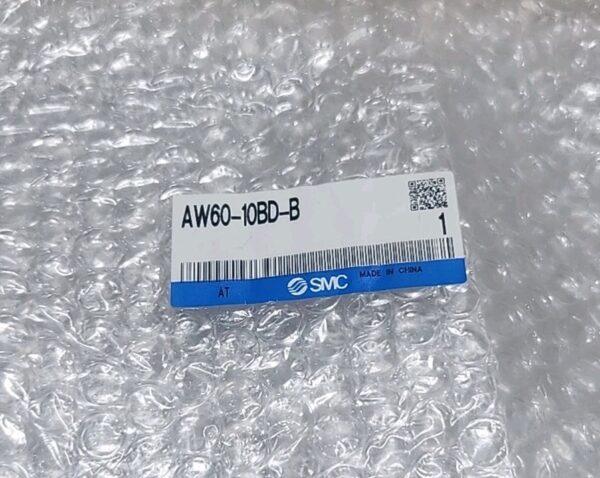 AW60-10BD-B
1
AT SMC MADE IN CHINA